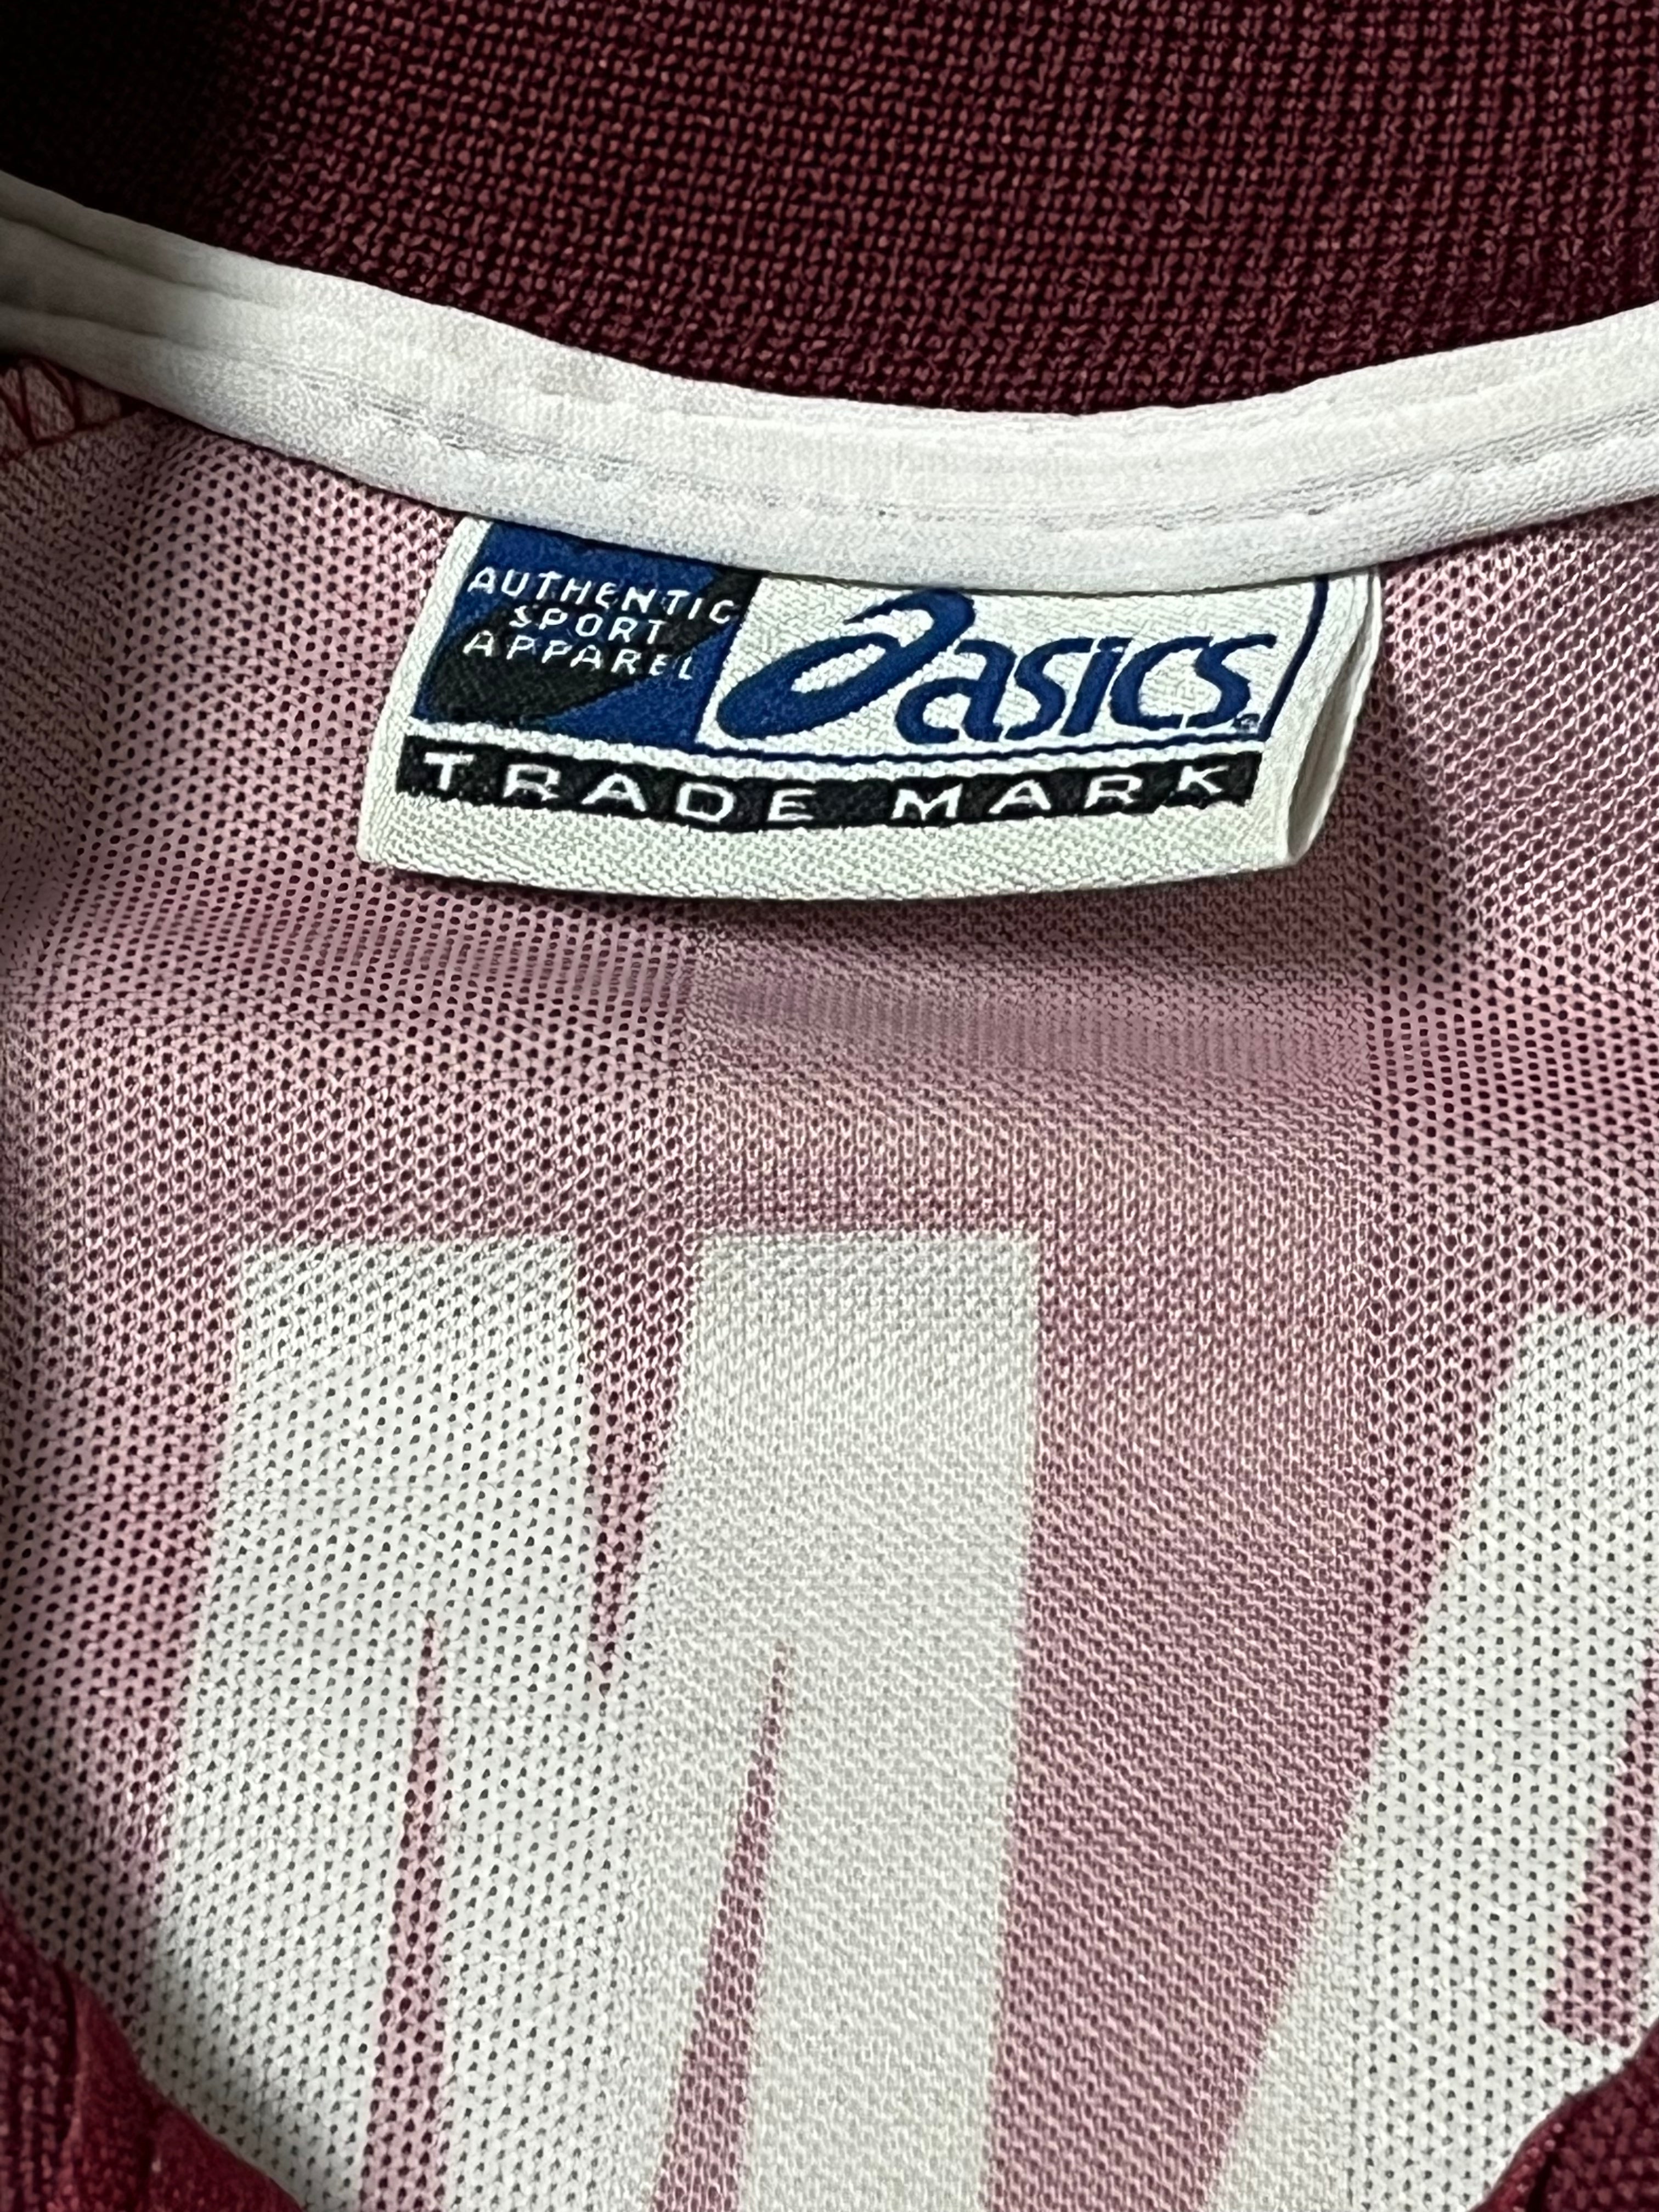 AUTHENTIC
SPORT
APPAREL
asics
TRADE MARK